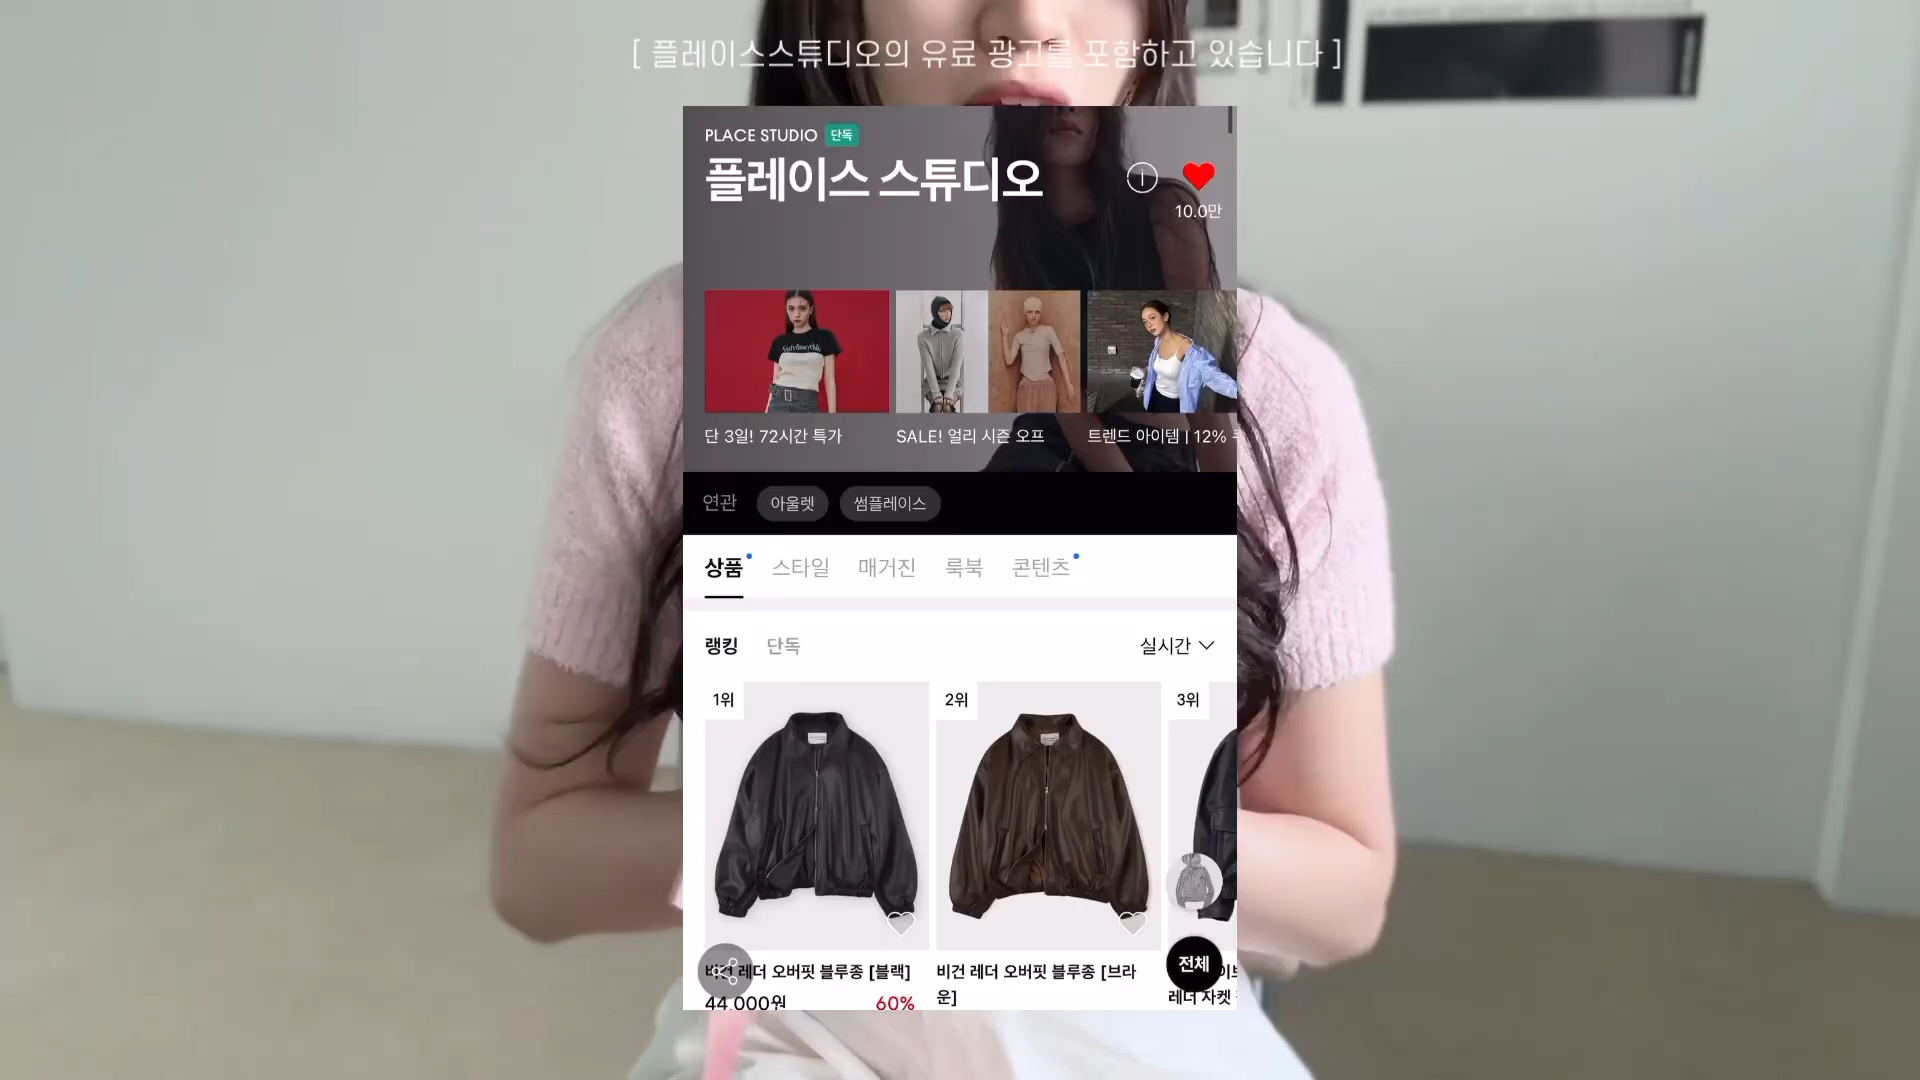 [ 플레이스스튜디오의 유료 광고를 포함하고 있습니다 ]
PLACE STUDIO 단독
플레이스 스튜디오
10.0만
단 3일! 72시간 특가
SALE! 얼리 시즌 오프
트렌드 아이템 | 12%
연관 아울렛 썸플레이스
상품 스타일 매거진 룩북 콘텐츠
랭킹 단독 실시간
1위
2위
3위
비건 레더 오버핏 블루종 [블랙]
44,000원 60%
비건 레더 오버핏 블루종 [브라
운]
전체
레더 자켓